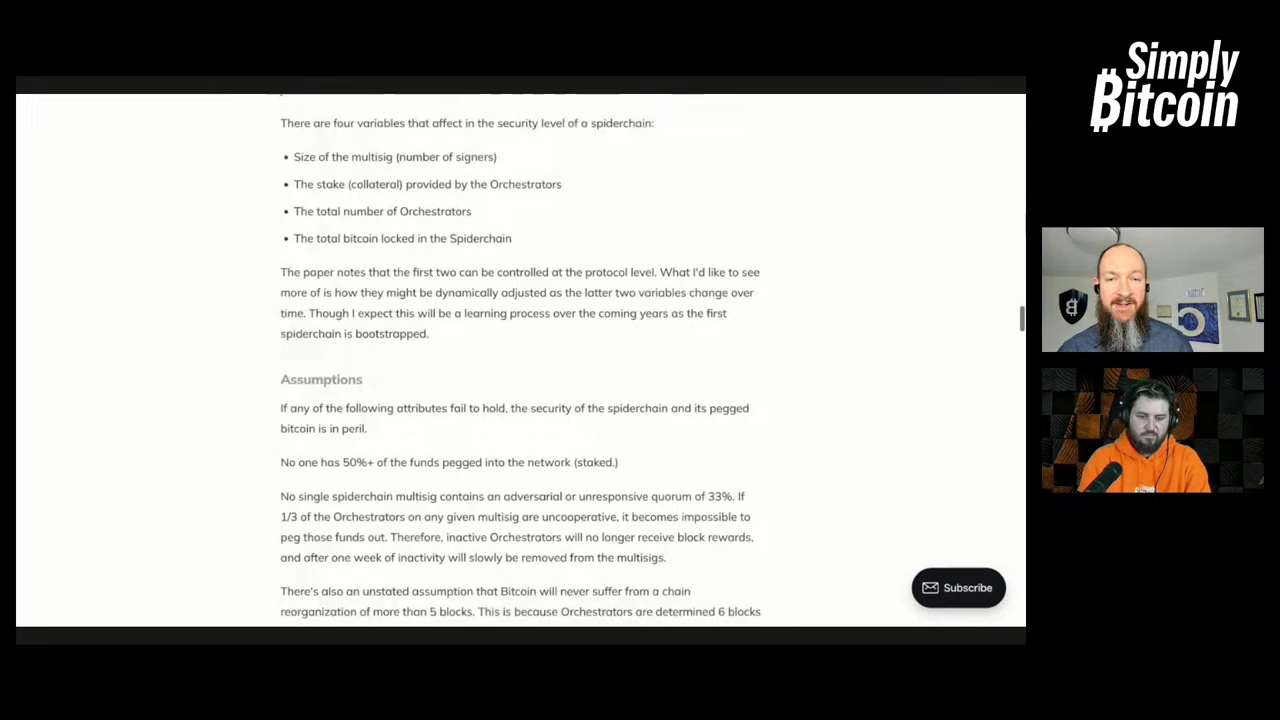 Simply
Bitcoin
There are four variables that affect in the security level of a spiderchain:
• Size of the multisig (number of signers)
• The stake (collateral) provided by the Orchestrators
• The total number of Orchestrators
• The total bitcoin locked in the Spiderchain
The paper notes that the first two can be controlled at the protocol level. What I'd like to see
more of is how they might be dynamically adjusted as the latter two variables change over
time. Though I expect this will be a learning process over the coming years as the first
spiderchain is bootstrapped.
Assumptions
If any of the following attributes fail to hold, the security of the spiderchain and its pegged
bitcoin is in peril.
No one has 50%+ of the funds pegged into the network (staked.)
No single spiderchain multisig contains an adversarial or unresponsive quorum of 33%. If
1/3 of the Orchestrators on any given multisig are uncooperative, it becomes impossible to
peg those funds out. Therefore, inactive Orchestrators will no longer receive block rewards,
and after one week of inactivity will slowly be removed from the multisigs.
There's also an unstated assumption that Bitcoin will never suffer from a chain
reorganization of more than 5 blocks. This is because Orchestrators are determined 6 blocks
Subscribe